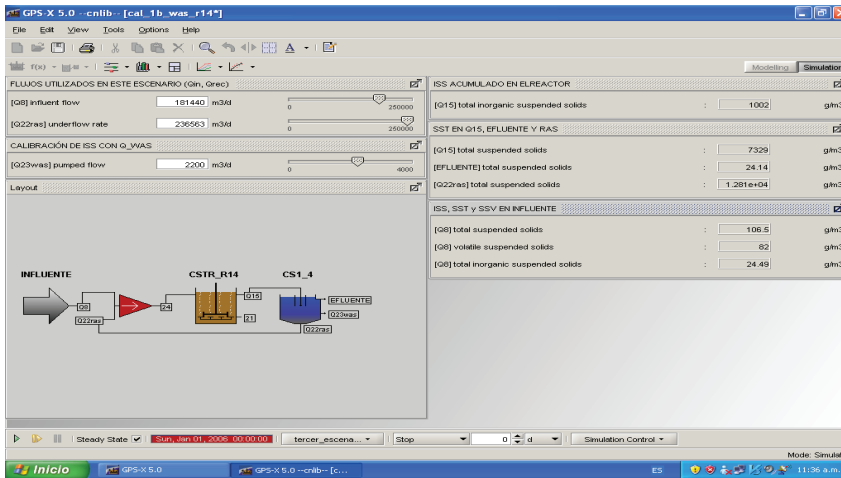 GPS-X 5.0 --cnlib-- [cal_1b_was_r14*]
File Edit View Tools Options Help
f(x)
A
Modelling Simulation
FLUJOS UTILIZADOS EN ESTE ESCENARIO (Qin, Qrec)
[Q8] influent flow 181440 m3/d 0 250000
[Q22ras] underflow rate 236563 m3/d 0 250000
CALIBRACIÓN DE ISS CON Q_WAS
[Q23was] pumped flow 2200 m3/d 0 4000
Layout
INFLUENTE
CSTR_R14
CS1_4
Q8
Q22ras
24
Q15
21
EFLUENTE
Q23was
Q22ras
ISS ACUMULADO EN ELREACTOR
[Q15] total inorganic suspended solids : 1002 g/m3
SST EN Q15, EFLUENTE Y RAS
[Q15] total suspended solids : 7329 g/m3
[EFLUENTE] total suspended solids : 24.14 g/m3
[Q22ras] total suspended solids : 1.281e+04 g/m3
ISS, SST y SSV EN INFLUENTE
[Q8] total suspended solids : 106.5 g/m3
[Q8] volatile suspended solids : 82 g/m3
[Q8] total inorganic suspended solids : 24.49 g/m3
Steady State Sun, Jan 01, 2006 00:00:00 tercer_escena... Stop 0 d Simulation Control
Mode: Simulat
Inicio GPS-X 5.0 GPS-X 5.0 --cnlib-- [c... ES 11:36 a.m.